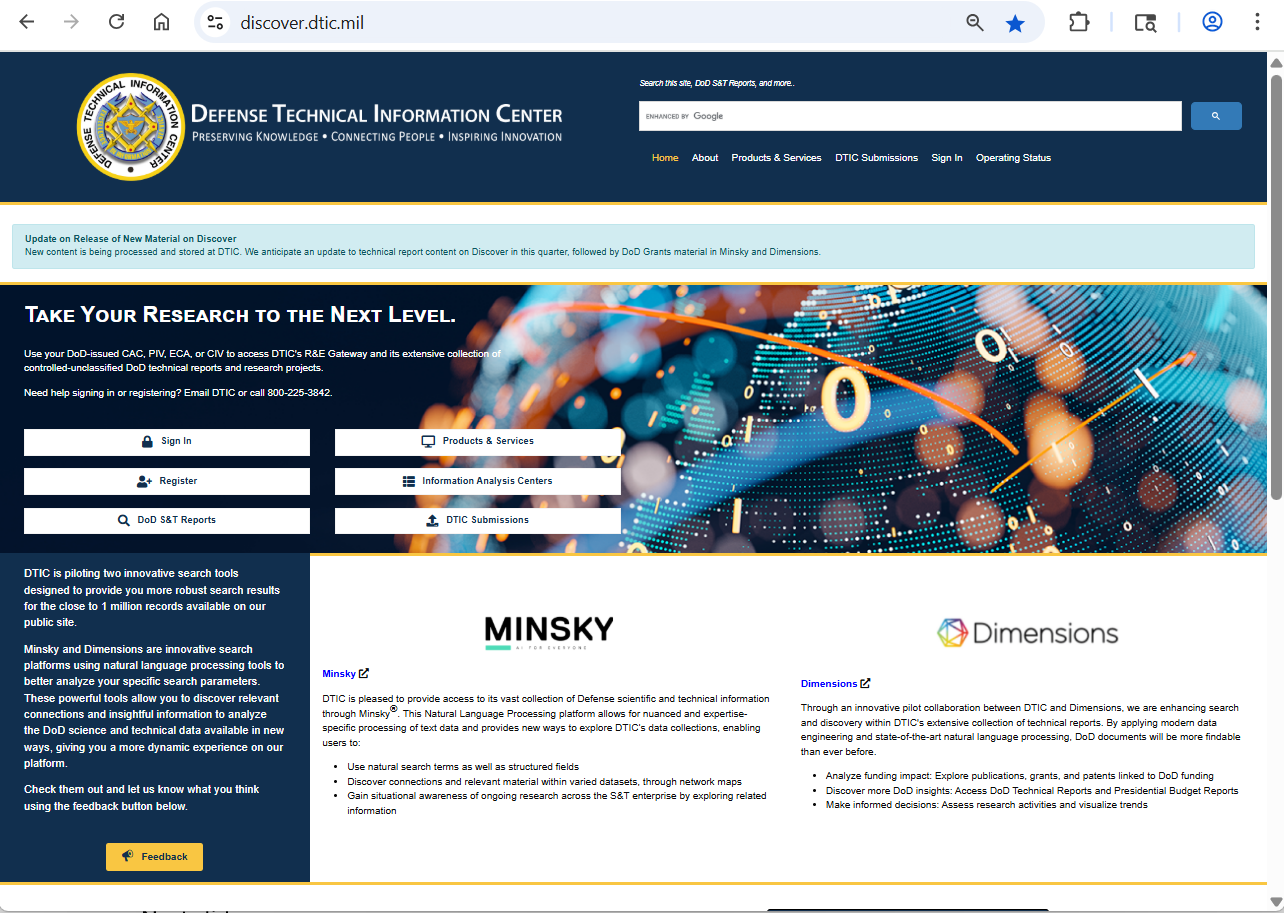 discover.dtic.mil
DEFENSE TECHNICAL INFORMATION CENTER
DEFENSE TECHNICAL INFORMATION CENTER
PRESERVING KNOWLEDGE • CONNECTING PEOPLE • INSPIRING INNOVATION
Search this site, DoD S&T Reports, and more..
ENHANCED BY Google
Home About Products & Services DTIC Submissions Sign In Operating Status
Update on Release of New Material on Discover
New content is being processed and stored at DTIC. We anticipate an update to technical report content on Discover in this quarter, followed by DoD Grants material in Minsky and Dimensions.
TAKE YOUR RESEARCH TO THE NEXT LEVEL.
Use your DoD-issued CAC, PIV, ECA, or CIV to access DTIC's R&E Gateway and its extensive collection of
controlled-unclassified DoD technical reports and research projects.
Need help signing in or registering? Email DTIC or call 800-225-3842.
Sign In
Products & Services
Register
Information Analysis Centers
DoD S&T Reports
DTIC Submissions
DTIC is piloting two innovative search tools
designed to provide you more robust search results
for the close to 1 million records available on our
public site.
Minsky and Dimensions are innovative search
platforms using natural language processing tools to
better analyze your specific search parameters.
These powerful tools allow you to discover relevant
connections and insightful information to analyze
the DoD science and technical data available in new
ways, giving you a more dynamic experience on our
platform.
Check them out and let us know what you think
using the feedback button below.
Feedback
MINSKY
AI FOR EVERYONE
Minsky
DTIC is pleased to provide access to its vast collection of Defense scientific and technical information
through Minsky®. This Natural Language Processing platform allows for nuanced and expertise-
specific processing of text data and provides new ways to explore DTIC's data collections, enabling
users to:
• Use natural search terms as well as structured fields
• Discover connections and relevant material within varied datasets, through network maps
• Gain situational awareness of ongoing research across the S&T enterprise by exploring related
information
Dimensions
Dimensions
Through an innovative pilot collaboration between DTIC and Dimensions, we are enhancing search
and discovery within DTIC's extensive collection of technical reports. By applying modern data
engineering and state-of-the-art natural language processing, DoD documents will be more findable
than ever before.
• Analyze funding impact: Explore publications, grants, and patents linked to DoD funding
• Discover more DoD insights: Access DoD Technical Reports and Presidential Budget Reports
• Make informed decisions: Assess research activities and visualize trends